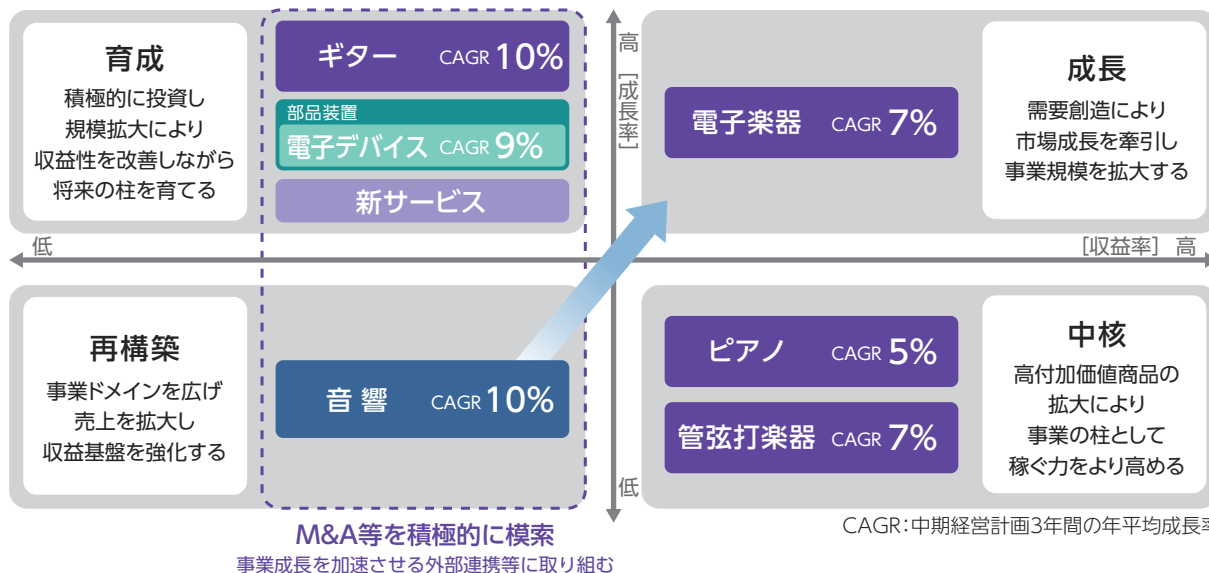 育成
積極的に投資し
規模拡大により
収益性を改善しながら
将来の柱を育てる
ギター CAGR 10%
部品装置
電子デバイス CAGR 9%
新サービス
高
[成長率]
電子楽器 CAGR 7%
成長
需要創造により
市場成長を牽引し
事業規模を拡大する
低
[収益率] 高
再構築
事業ドメインを広げ
売上を拡大し
収益基盤を強化する
音響 CAGR 10%
ピアノ CAGR 5%
管弦打楽器 CAGR 7%
中核
高付加価値商品の
拡大により
事業の柱として
稼ぐ力をより高める
低
M&A等を積極的に模索
事業成長を加速させる外部連携等に取り組む
CAGR:中期経営計画3年間の年平均成長率